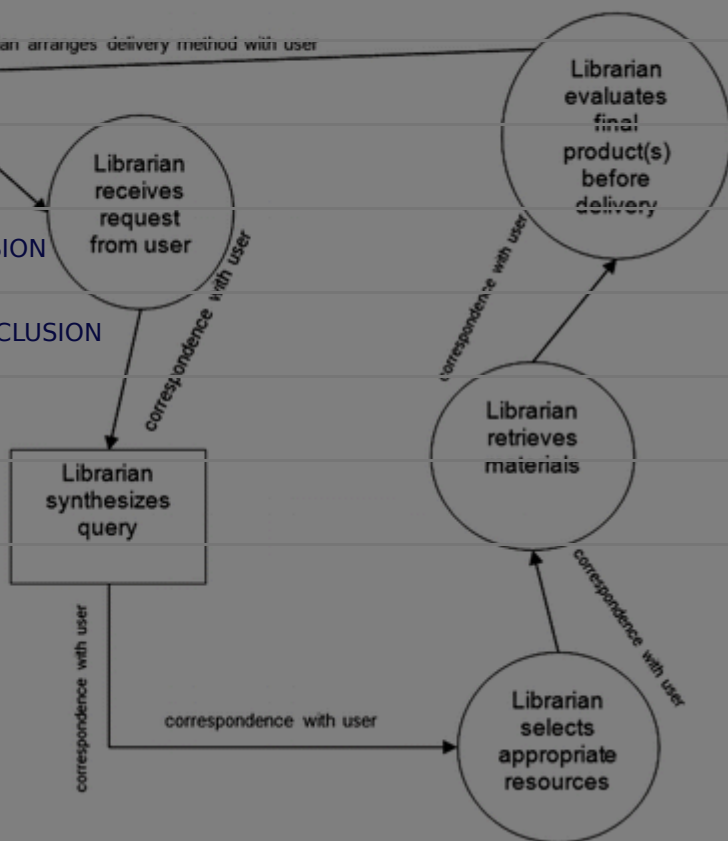 arranges delivery method with user
Librarian
evaluates
final
product(s)
before
delivery
Librarian
receives
request
from user
correspondence with user
correspondence with user
Librarian
synthesizes
query
Librarian
retrieves
materials
correspondence with user
correspondence with user
correspondence with user
Librarian
selects
appropriate
resources